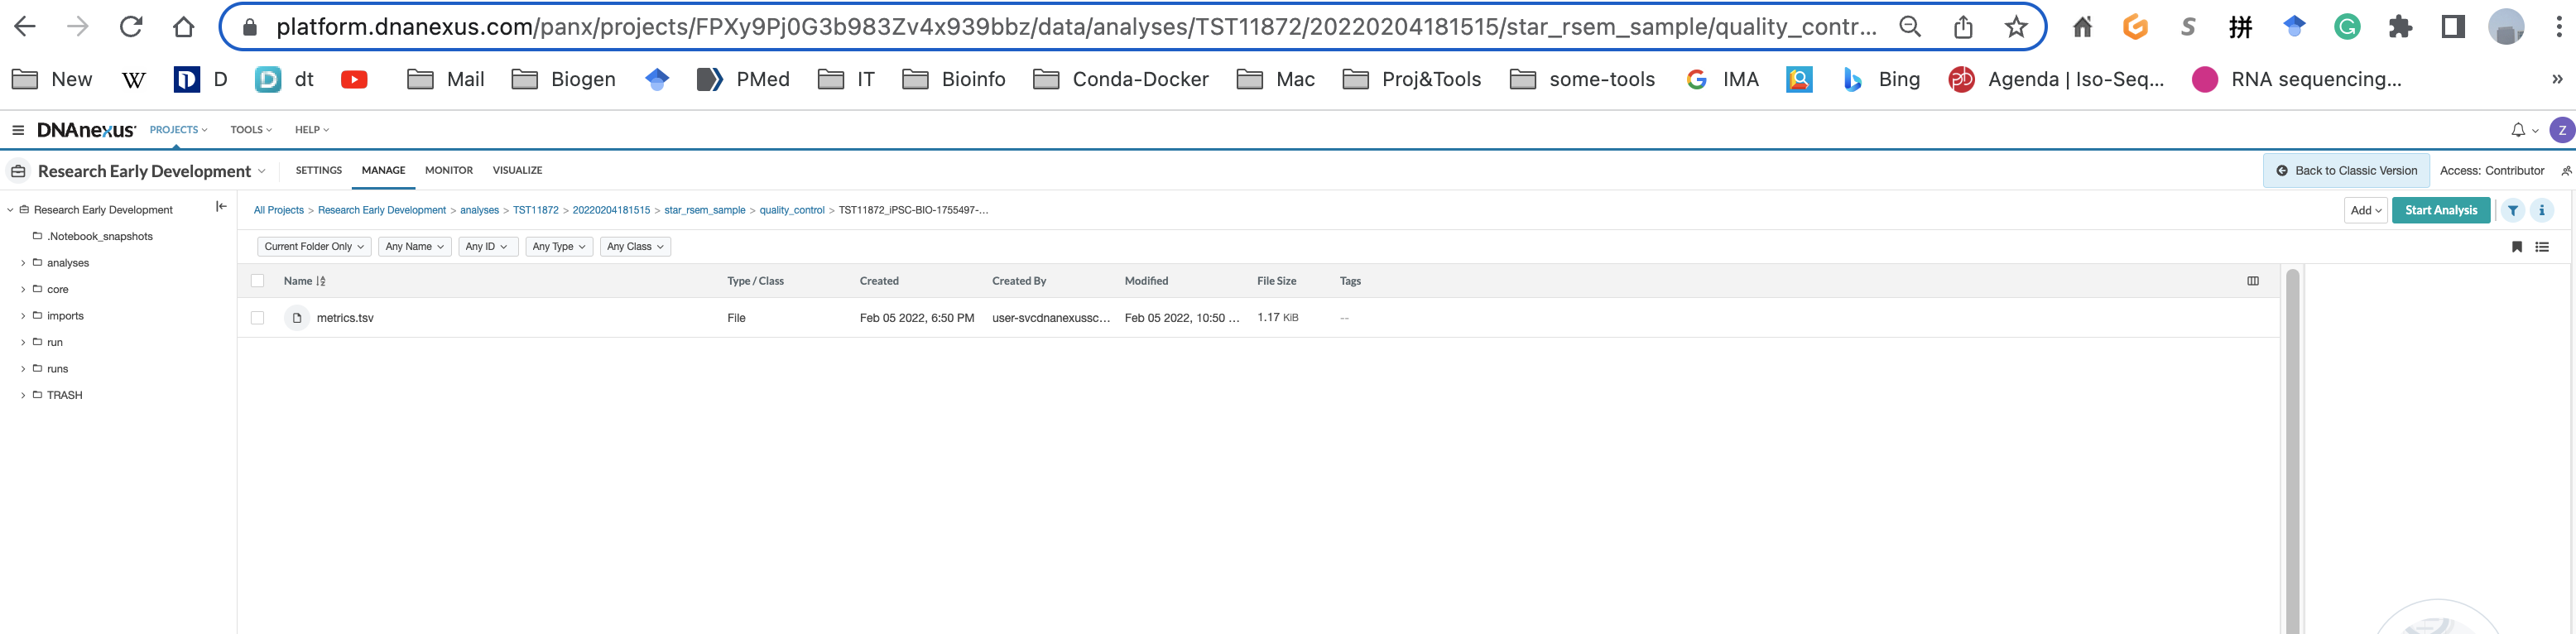 platform.dnanexus.com/panx/projects/FPXy9Pj0G3b983Zv4x939bbz/data/analyses/TST11872/20220204181515/star_rsem_sample/quality_contr...
S 拼 G
New W D dt Mail Biogen PMed IT Bioinfo Conda-Docker Mac Proj&Tools some-tools G IMA Bing Agenda | Iso-Seq... RNA sequencing... »
DNAnexus PROJECTS TOOLS HELP Z
Research Early Development SETTINGS MANAGE MONITOR VISUALIZE Back to Classic Version Access: Contributor
Research Early Development All Projects > Research Early Development > analyses > TST11872 > 20220204181515 > star_rsem_sample > quality_control > TST11872_iPSC-BIO-1755497-... Add Start Analysis
.Notebook_snapshots Current Folder Only Any Name Any ID Any Type Any Class
analyses
Name Type / Class Created Created By Modified File Size Tags
core
imports metrics.tsv File Feb 05 2022, 6:50 PM user-svcdnanexussc... Feb 05 2022, 10:50 ... 1.17 KiB --
run
runs
TRASH